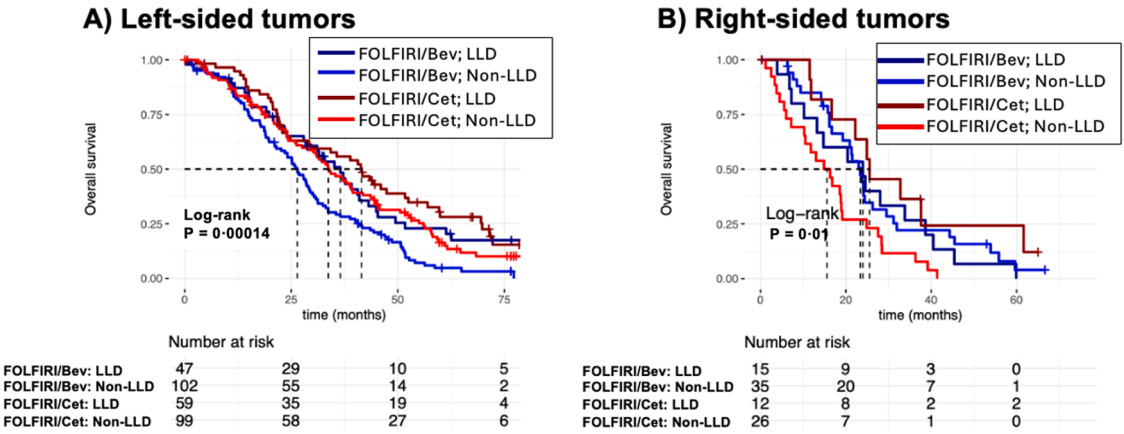 A) Left-sided tumors
FOLFIRI/Bev; LLD
FOLFIRI/Bev; Non-LLD
FOLFIRI/Cet; LLD
FOLFIRI/Cet; Non-LLD
Overall survival
1.00
0.75
0.50
0.25
0.00
Log-rank
P = 0·00014
0 25 50 75
time (months)
Number at risk
FOLFIRI/Bev: LLD 47 29 10 5
FOLFIRI/Bev: Non-LLD 102 55 14 2
FOLFIRI/Cet: LLD 59 35 19 4
FOLFIRI/Cet: Non-LLD 99 58 27 6
B) Right-sided tumors
FOLFIRI/Bev; LLD
FOLFIRI/Bev; Non-LLD
FOLFIRI/Cet; LLD
FOLFIRI/Cet; Non-LLD
Overall survival
1.00
0.75
0.50
0.25
0.00
Log-rank
P = 0·01
0 20 40 60
time (months)
Number at risk
FOLFIRI/Bev: LLD 15 9 3 0
FOLFIRI/Bev: Non-LLD 35 20 7 1
FOLFIRI/Cet: LLD 12 8 2 2
FOLFIRI/Cet: Non-LLD 26 7 1 0